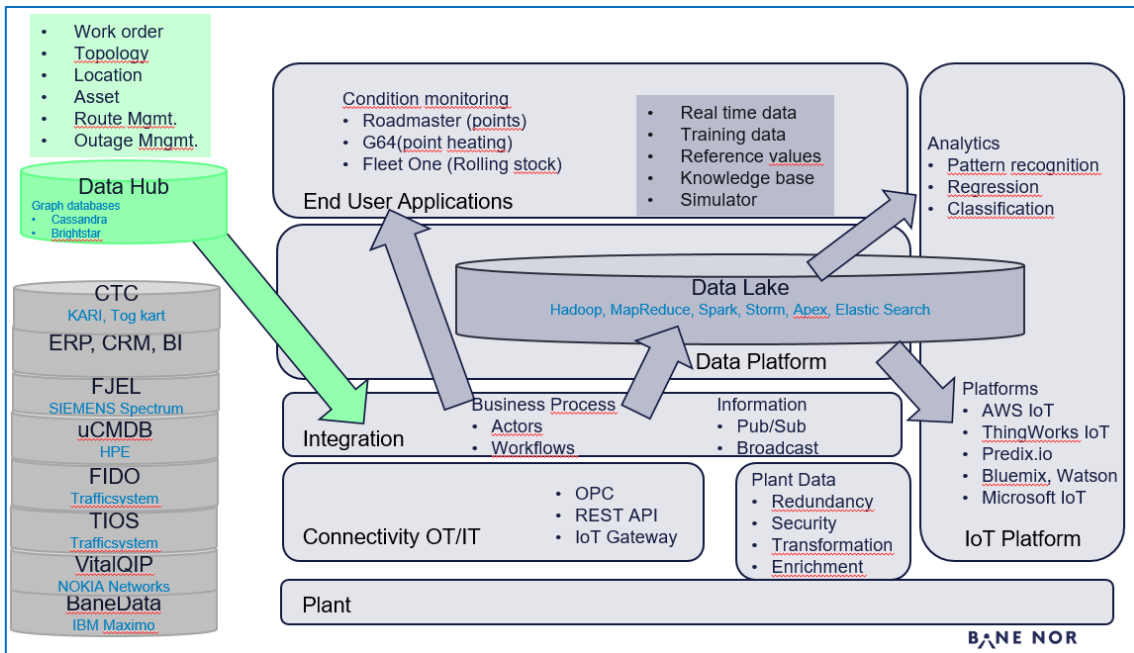 • Work order
• Topology
• Location
• Asset
• Route Mgmt.
• Outage Mngmt.
Data Hub
Graph databases
• Cassandra
• Brightstar
CTC
KARI, Tog kart
ERP, CRM, BI
FJEL
SIEMENS Spectrum
uCMDB
HPE
FIDO
Trafficsystem
TIOS
Trafficsystem
VitalQIP
NOKIA Networks
BaneData
IBM Maximo
Condition monitoring
• Roadmaster (points)
• G64(point heating)
• Fleet One (Rolling stock)
End User Applications
• Real time data
• Training data
• Reference values
• Knowledge base
• Simulator
Analytics
• Pattern recognition
• Regression
• Classification
Data Lake
Hadoop, MapReduce, Spark, Storm, Apex, Elastic Search
Data Platform
Business Process
• Actors
• Workflows
Information
• Pub/Sub
• Broadcast
Integration
Platforms
• AWS IoT
• ThingWorks IoT
• Predix.io
• Bluemix, Watson
• Microsoft IoT
IoT Platform
• OPC
• REST API
• IoT Gateway
Connectivity OT/IT
Plant Data
• Redundancy
• Security
• Transformation
• Enrichment
Plant
BANE NOR